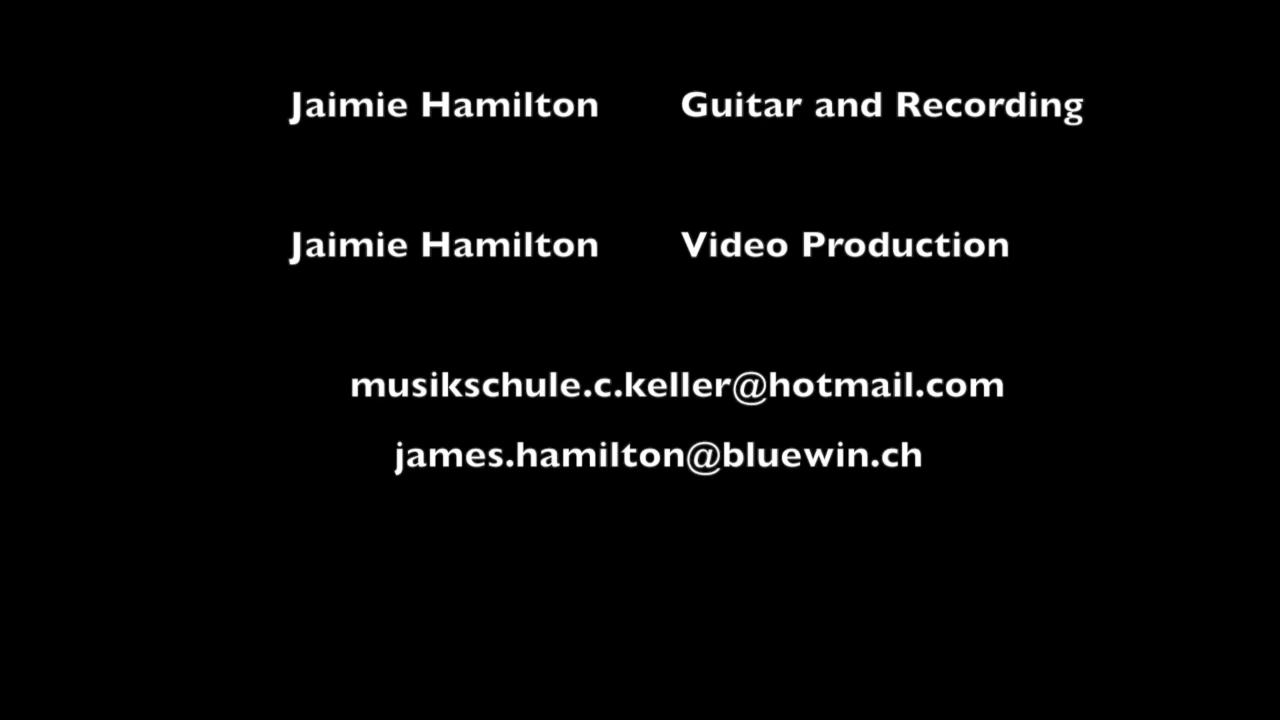 Jaimie Hamilton Guitar and Recording
Jaimie Hamilton Video Production
musikschule.c.keller@hotmail.com
james.hamilton@bluewin.ch